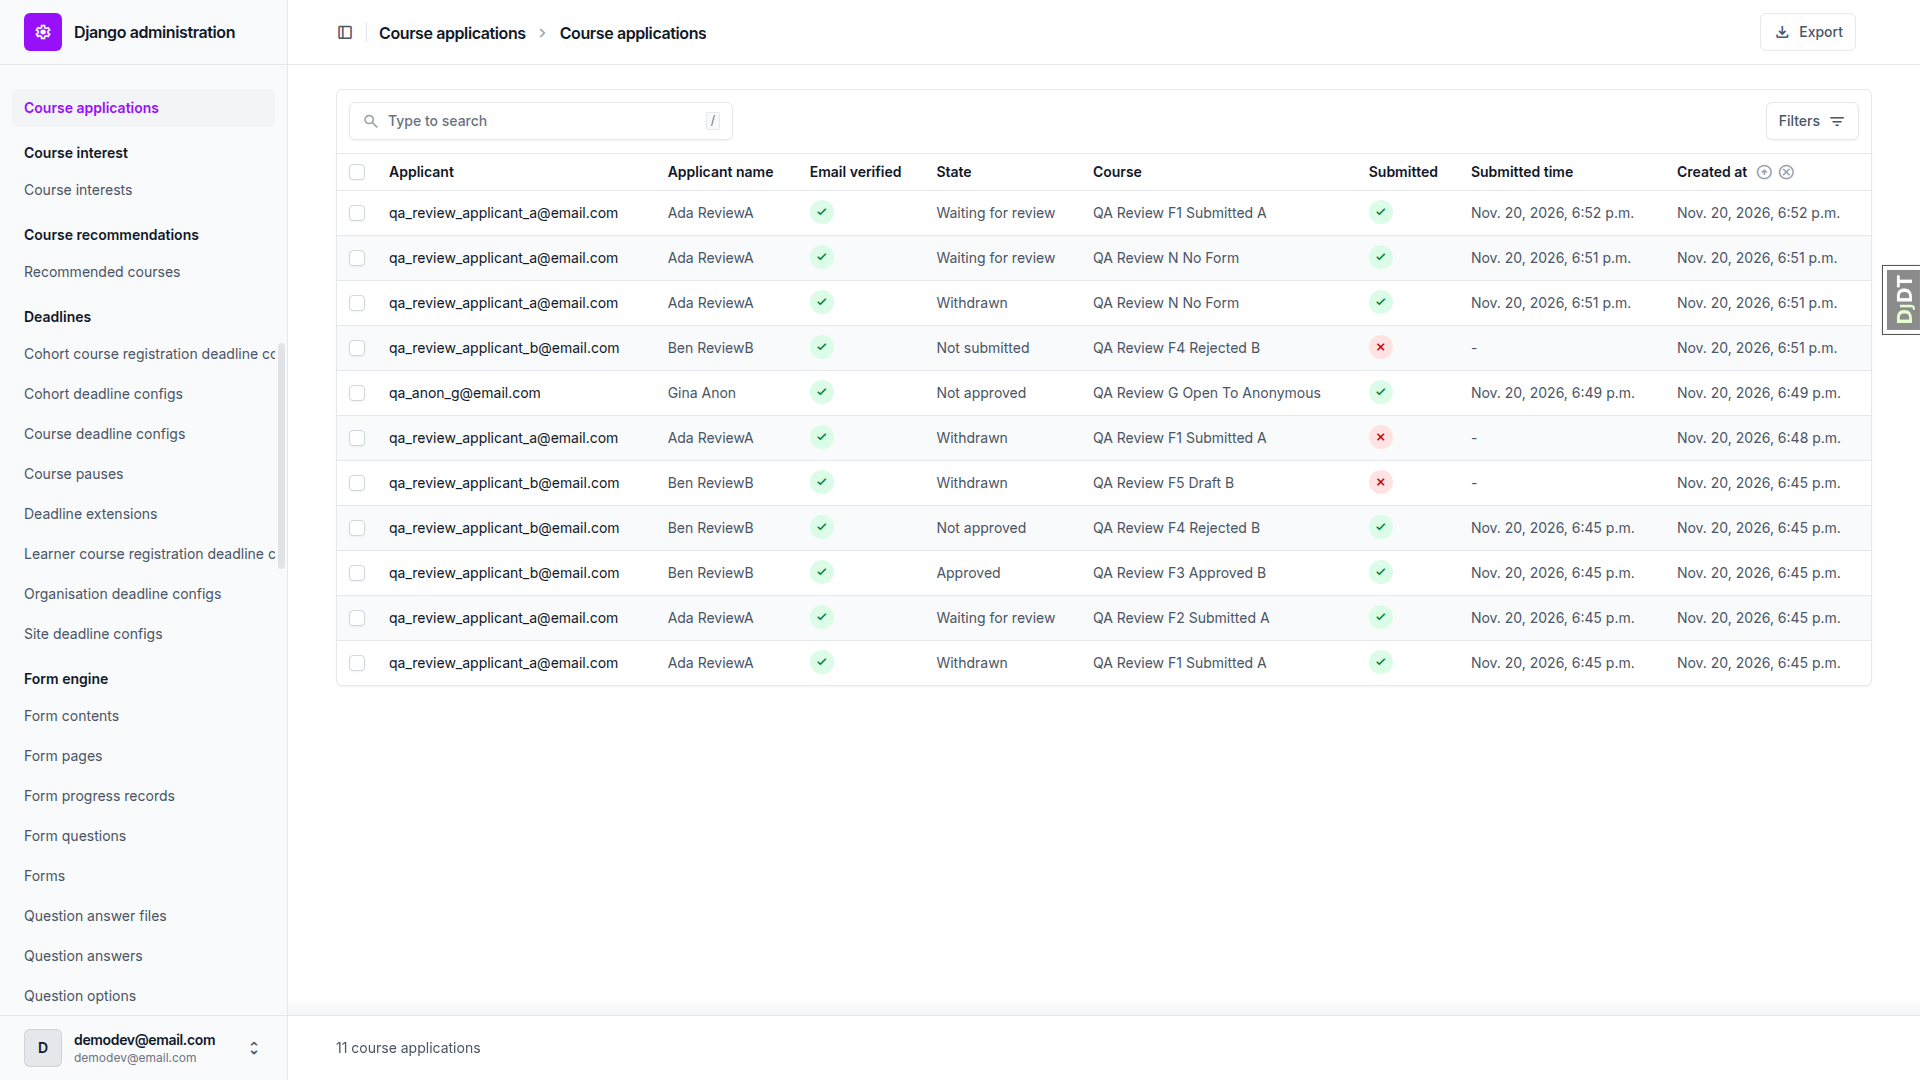 Django administration
Course applications
Course interest
Course interests
Course recommendations
Recommended courses
Deadlines
Cohort course registration deadline co
Cohort deadline configs
Course deadline configs
Course pauses
Deadline extensions
Learner course registration deadline c
Organisation deadline configs
Site deadline configs
Form engine
Form contents
Form pages
Form progress records
Form questions
Forms
Question answer files
Question answers
Question options
D demodev@email.com
demodev@email.com
Course applications > Course applications
Export
Type to search /
Filters
Applicant Applicant name Email verified State Course Submitted Submitted time Created at
qa_review_applicant_a@email.com Ada ReviewA Waiting for review QA Review F1 Submitted A Nov. 20, 2026, 6:52 p.m. Nov. 20, 2026, 6:52 p.m.
qa_review_applicant_a@email.com Ada ReviewA Waiting for review QA Review N No Form Nov. 20, 2026, 6:51 p.m. Nov. 20, 2026, 6:51 p.m.
qa_review_applicant_a@email.com Ada ReviewA Withdrawn QA Review N No Form Nov. 20, 2026, 6:51 p.m. Nov. 20, 2026, 6:51 p.m.
qa_review_applicant_b@email.com Ben ReviewB Not submitted QA Review F4 Rejected B - Nov. 20, 2026, 6:51 p.m.
qa_anon_g@email.com Gina Anon Not approved QA Review G Open To Anonymous Nov. 20, 2026, 6:49 p.m. Nov. 20, 2026, 6:49 p.m.
qa_review_applicant_a@email.com Ada ReviewA Withdrawn QA Review F1 Submitted A - Nov. 20, 2026, 6:48 p.m.
qa_review_applicant_b@email.com Ben ReviewB Withdrawn QA Review F5 Draft B - Nov. 20, 2026, 6:45 p.m.
qa_review_applicant_b@email.com Ben ReviewB Not approved QA Review F4 Rejected B Nov. 20, 2026, 6:45 p.m. Nov. 20, 2026, 6:45 p.m.
qa_review_applicant_b@email.com Ben ReviewB Approved QA Review F3 Approved B Nov. 20, 2026, 6:45 p.m. Nov. 20, 2026, 6:45 p.m.
qa_review_applicant_a@email.com Ada ReviewA Waiting for review QA Review F2 Submitted A Nov. 20, 2026, 6:45 p.m. Nov. 20, 2026, 6:45 p.m.
qa_review_applicant_a@email.com Ada ReviewA Withdrawn QA Review F1 Submitted A Nov. 20, 2026, 6:45 p.m. Nov. 20, 2026, 6:45 p.m.
DJDT
11 course applications